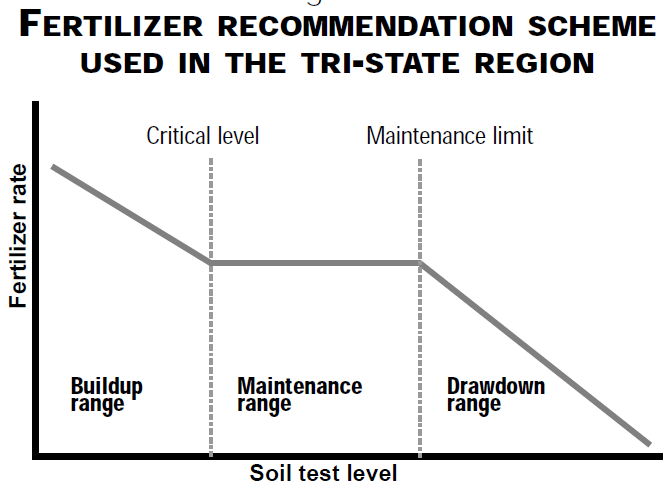 FERTILIZER RECOMMENDATION SCHEME
USED IN THE TRI-STATE REGION
Critical level
Maintenance limit
Fertilizer rate
Buildup
range
Maintenance
range
Drawdown
range
Soil test level